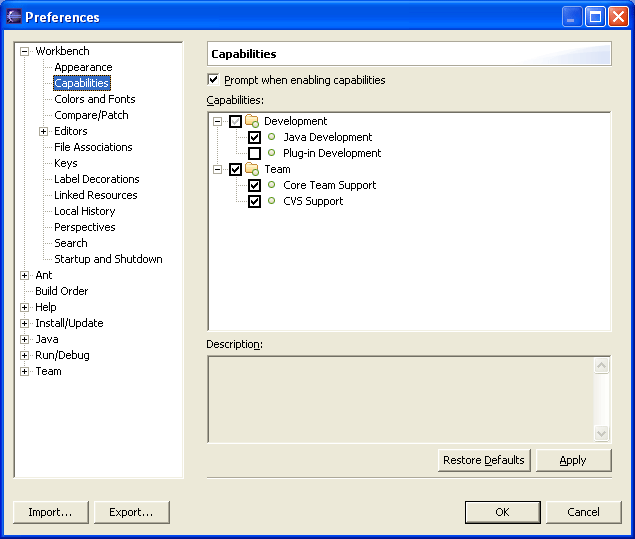 Preferences
Workbench
Appearance
Capabilities
Colors and Fonts
Compare/Patch
Editors
File Associations
Keys
Label Decorations
Linked Resources
Local History
Perspectives
Search
Startup and Shutdown
Ant
Build Order
Help
Install/Update
Java
Run/Debug
Team
Capabilities
Prompt when enabling capabilities
Capabilities:
Development
Java Development
Plug-in Development
Team
Core Team Support
CVS Support
Description:
Restore Defaults
Apply
Import...
Export...
OK
Cancel